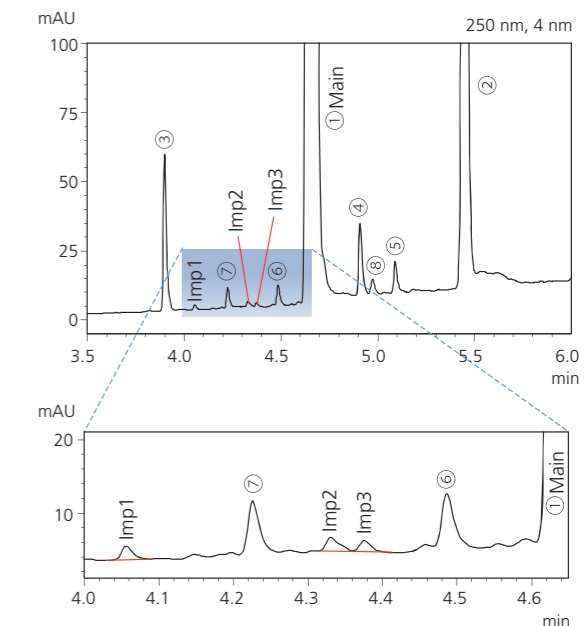 mAU
250 nm, 4 nm
100
75
50
25
0
③
Imp1
⑦
Imp2
Imp3
⑥
① Main
④
⑧
⑤
②
3.5 4.0 4.5 5.0 5.5 6.0
min
mAU
20
10
Imp1
⑦
Imp2
Imp3
⑥
① Main
4.0 4.1 4.2 4.3 4.4 4.5 4.6
min